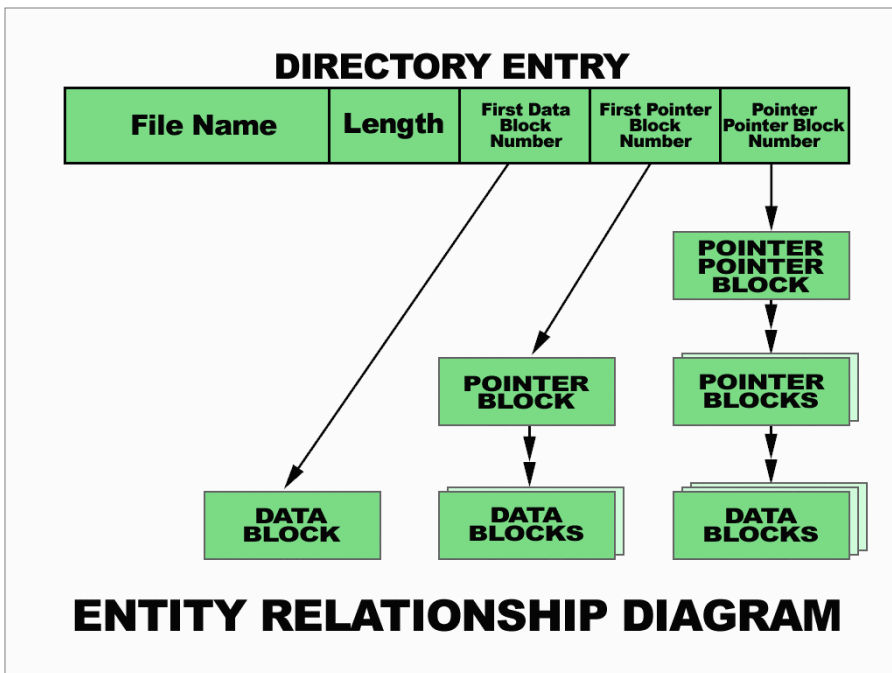 DIRECTORY ENTRY
File Name
Length
First Data
Block
Number
First Pointer
Block
Number
Pointer
Pointer Block
Number
POINTER
POINTER
BLOCK
POINTER
BLOCK
POINTER
BLOCKS
DATA
BLOCK
DATA
BLOCKS
DATA
BLOCKS
ENTITY RELATIONSHIP DIAGRAM